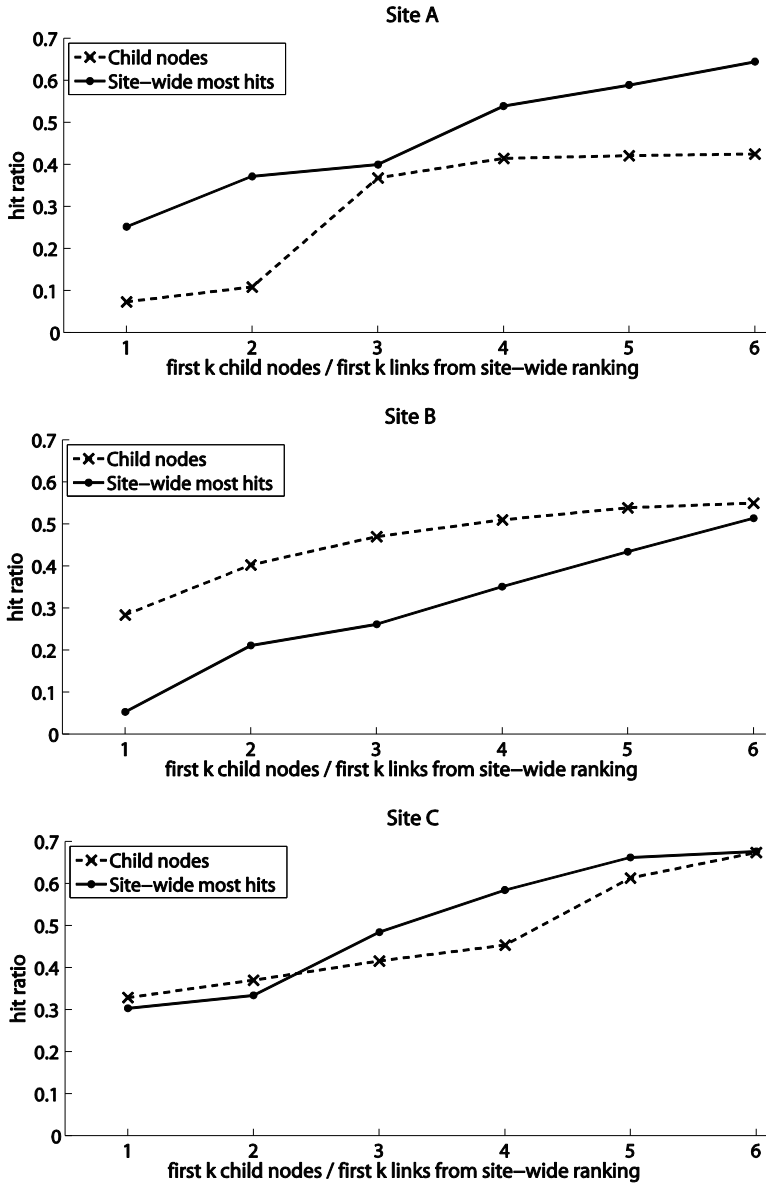 Site A
0.7
0.6
0.5
0.4
0.3
0.2
0.1
0
hit ratio
Child nodes
Site-wide most hits
1 2 3 4 5 6
first k child nodes / first k links from site-wide ranking
Site B
0.7
0.6
0.5
0.4
0.3
0.2
0.1
0
hit ratio
Child nodes
Site-wide most hits
1 2 3 4 5 6
first k child nodes / first k links from site-wide ranking
Site C
0.7
0.6
0.5
0.4
0.3
0.2
0.1
0
hit ratio
Child nodes
Site-wide most hits
1 2 3 4 5 6
first k child nodes / first k links from site-wide ranking